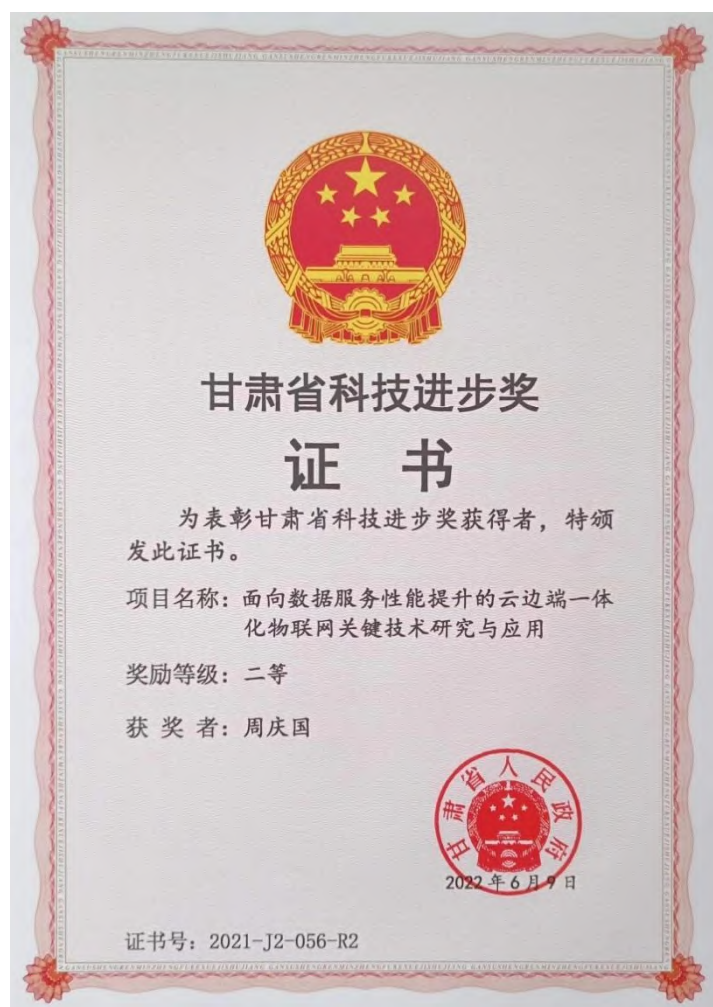 甘肃省科技进步奖
证 书
为表彰甘肃省科技进步奖获得者，特颁
发此证书。
项目名称：面向数据服务性能提升的云边端一体
化物联网关键技术研究与应用
奖励等级：二等
获 奖 者：周庆国
甘肃省人民政府
2022年6月9日
证书号：2021-J2-056-R2